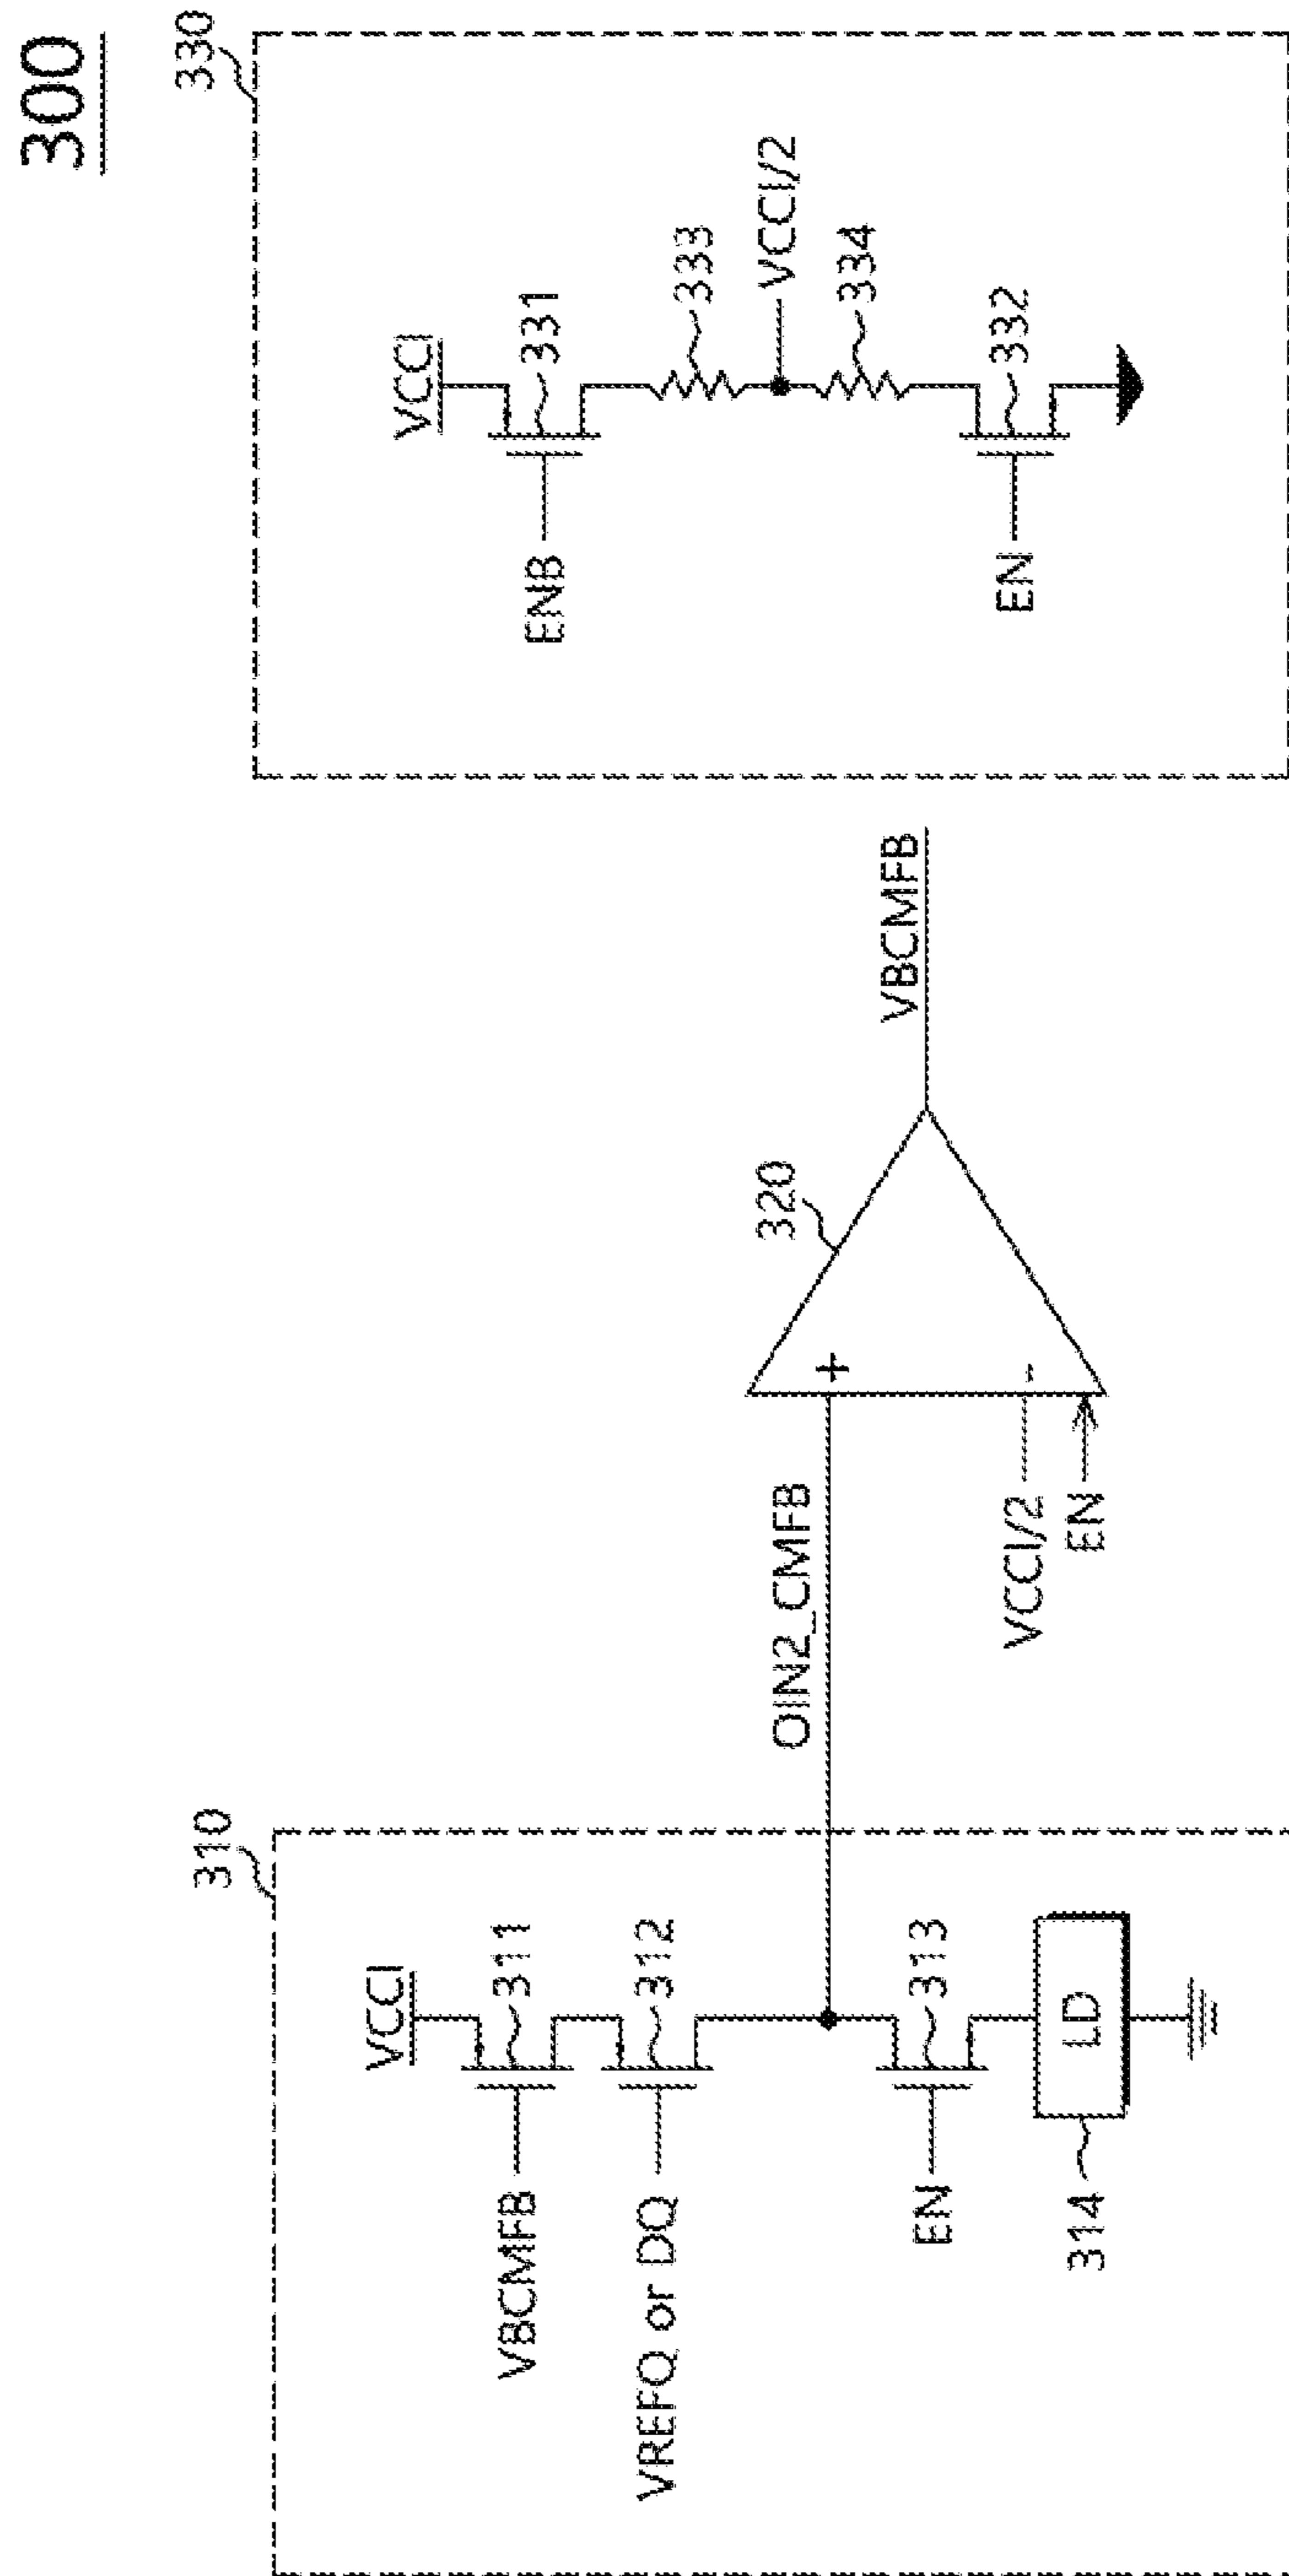 300
310
VCCI
VBCMFB
311
VREFQ or DQ
312
EN
313
314
LD
OIN2_CMFB
320
+
-
VCCI/2
EN
VBCMFB
330
VCCI
ENB
331
333
VCCI/2
334
EN
332